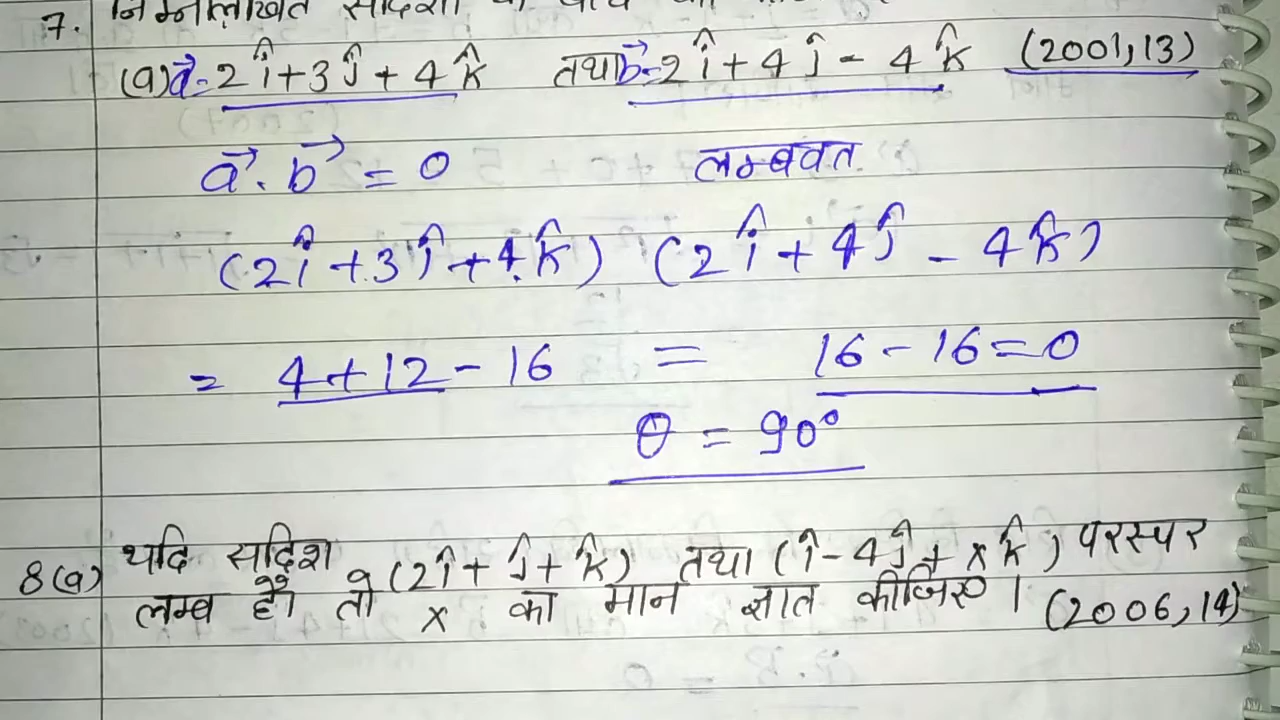 7. निम्नलिखित सदिशों के बीच का
(a) a⃗ = 2î + 3ĵ + 4k̂ तथा b⃗ = 2î + 4ĵ - 4k̂ (2001,13)
a⃗ . b⃗ = 0 लम्बवत
(2î + 3ĵ + 4k̂) (2î + 4ĵ - 4k̂)
= 4 + 12 - 16 = 16 - 16 = 0
θ = 90°
8(a) यदि सदिश (2î + ĵ + k̂) तथा (î - 4ĵ + xk̂) परस्पर
लम्ब हैं। तो x का मान ज्ञात कीजिए। (2006,14)